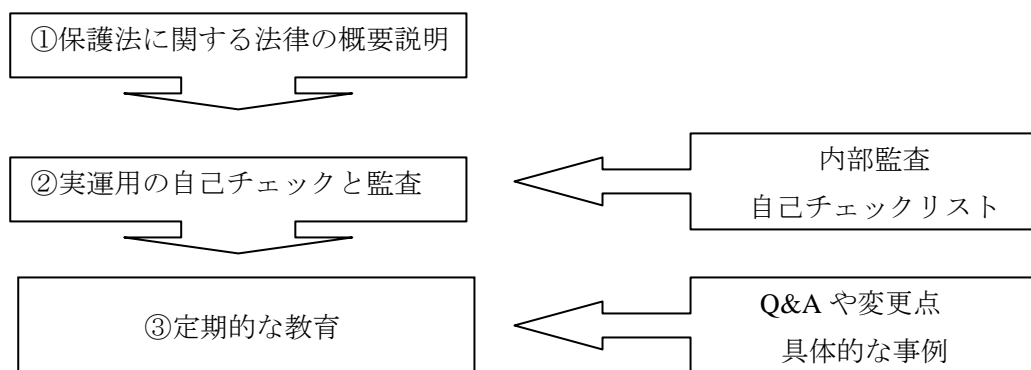 ①保護法に関する法律の概要説明
②実運用の自己チェックと監査
内部監査
自己チェックリスト
③定期的な教育
Q&Aや変更点
具体的な事例